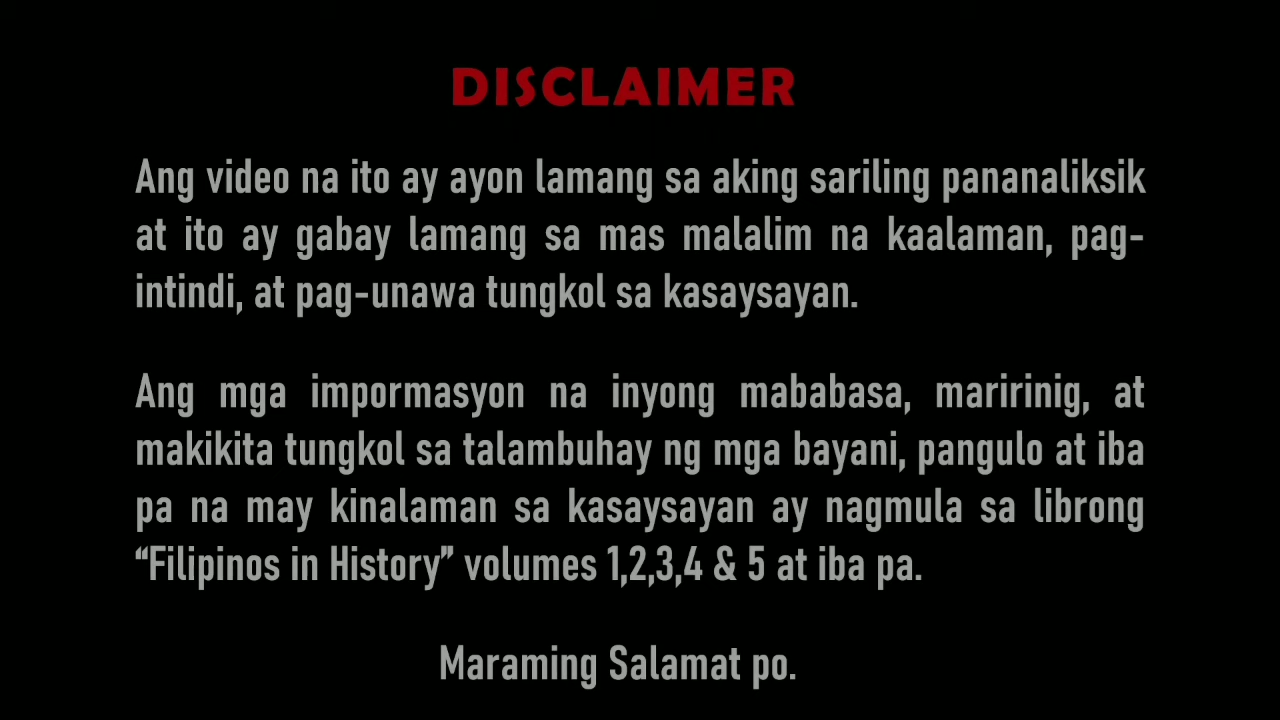 DISCLAIMER
Ang video na ito ay ayon lamang sa aking sariling pananaliksik
at ito ay gabay lamang sa mas malalim na kaalaman, pag-
intindi, at pag-unawa tungkol sa kasaysayan.
Ang mga impormasyon na inyong mababasa, maririnig, at
makikita tungkol sa talambuhay ng mga bayani, pangulo at iba
pa na may kinalaman sa kasaysayan ay nagmula sa librong
“Filipinos in History” volumes 1,2,3,4 & 5 at iba pa.
Maraming Salamat po.